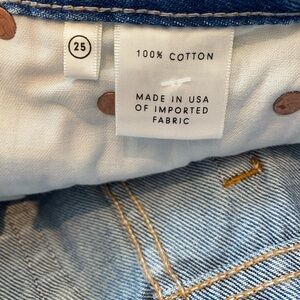 25
100% COTTON
MADE IN USA
OF IMPORTED
FABRIC